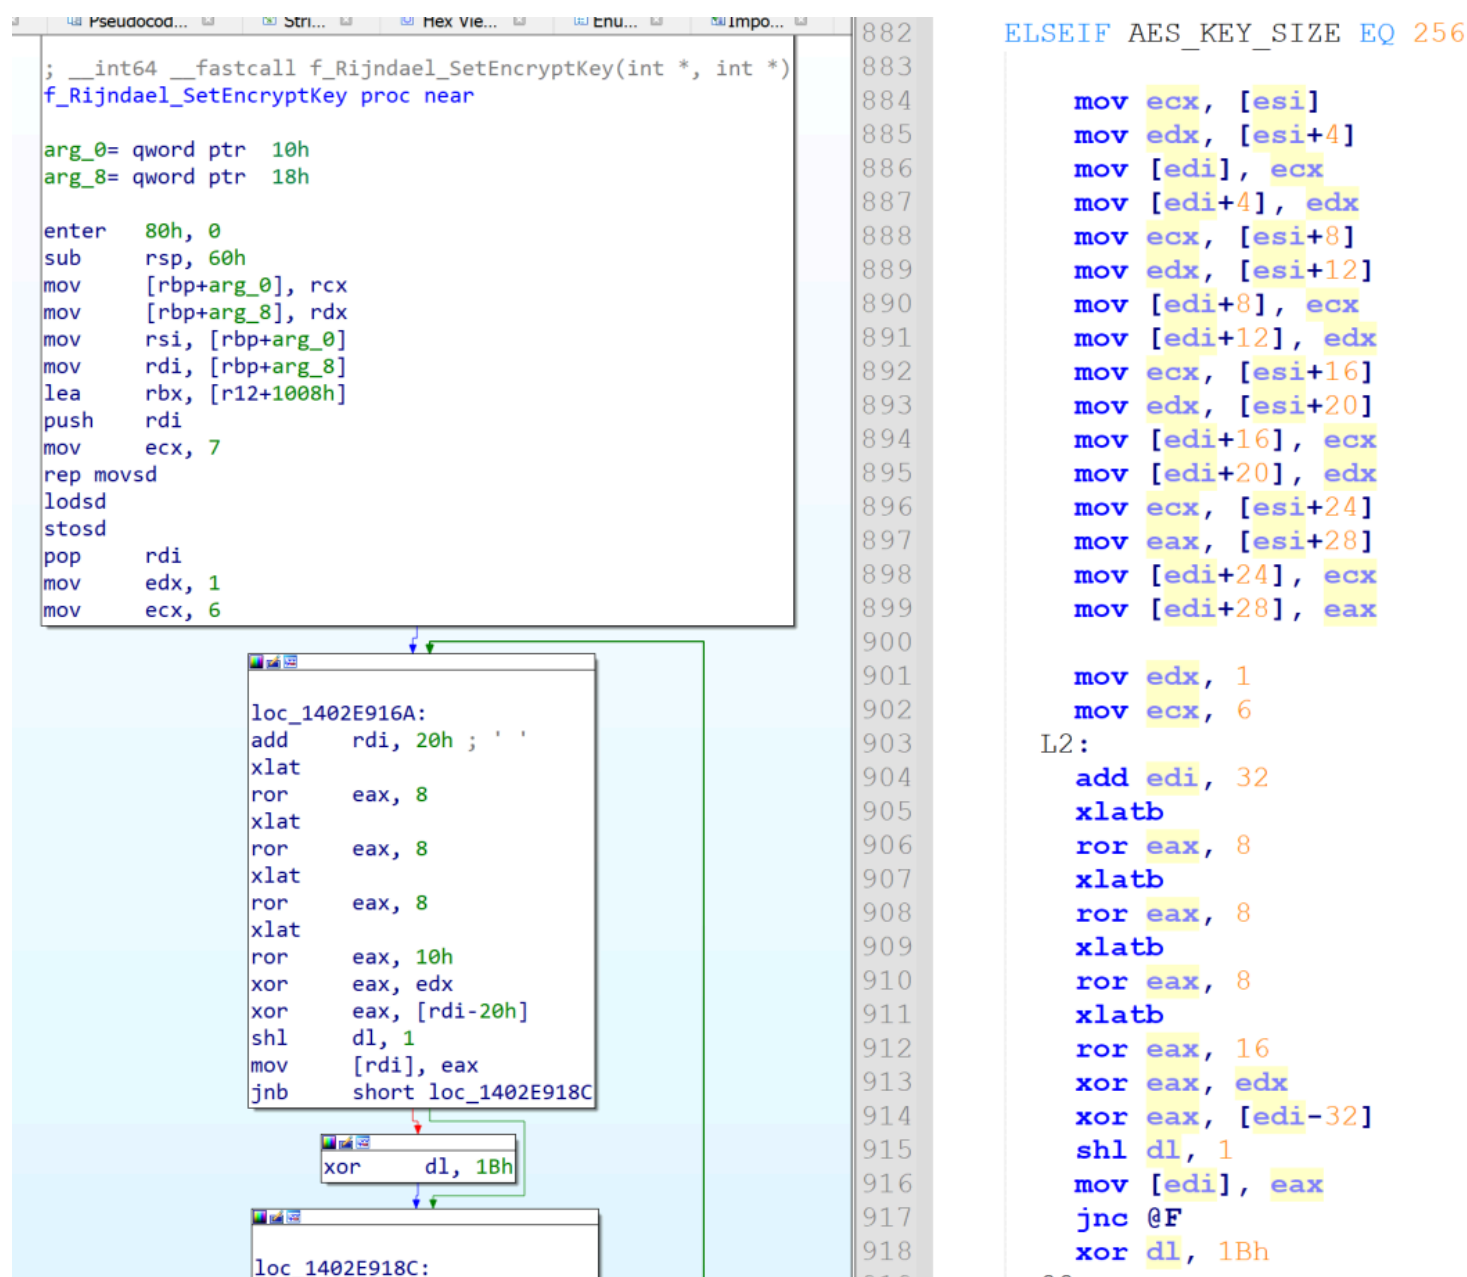 Pseudocod...
Stri...
Hex Vie...
Enu...
Impo...
; __int64 __fastcall f_Rijndael_SetEncryptKey(int *, int *)
f_Rijndael_SetEncryptKey proc near
arg_0= qword ptr  10h
arg_8= qword ptr  18h
enter   80h, 0
sub     rsp, 60h
mov     [rbp+arg_0], rcx
mov     [rbp+arg_8], rdx
mov     rsi, [rbp+arg_0]
mov     rdi, [rbp+arg_8]
lea     rbx, [r12+1008h]
push    rdi
mov     ecx, 7
rep movsd
lodsd
stosd
pop     rdi
mov     edx, 1
mov     ecx, 6
loc_1402E916A:
add     rdi, 20h ; ' '
xlat
ror     eax, 8
xlat
ror     eax, 8
xlat
ror     eax, 8
xlat
ror     eax, 10h
xor     eax, edx
xor     eax, [rdi-20h]
shl     dl, 1
mov     [rdi], eax
jnb     short loc_1402E918C
xor     dl, 1Bh
loc_1402E918C:
882 ELSEIF AES_KEY_SIZE EQ 256
883
884 mov ecx, [esi]
885 mov edx, [esi+4]
886 mov [edi], ecx
887 mov [edi+4], edx
888 mov ecx, [esi+8]
889 mov edx, [esi+12]
890 mov [edi+8], ecx
891 mov [edi+12], edx
892 mov ecx, [esi+16]
893 mov edx, [esi+20]
894 mov [edi+16], ecx
895 mov [edi+20], edx
896 mov ecx, [esi+24]
897 mov eax, [esi+28]
898 mov [edi+24], ecx
899 mov [edi+28], eax
900
901 mov edx, 1
902 mov ecx, 6
903 L2:
904 add edi, 32
905 xlatb
906 ror eax, 8
907 xlatb
908 ror eax, 8
909 xlatb
910 ror eax, 8
911 xlatb
912 ror eax, 16
913 xor eax, edx
914 xor eax, [edi-32]
915 shl dl, 1
916 mov [edi], eax
917 jnc @F
918 xor dl, 1Bh